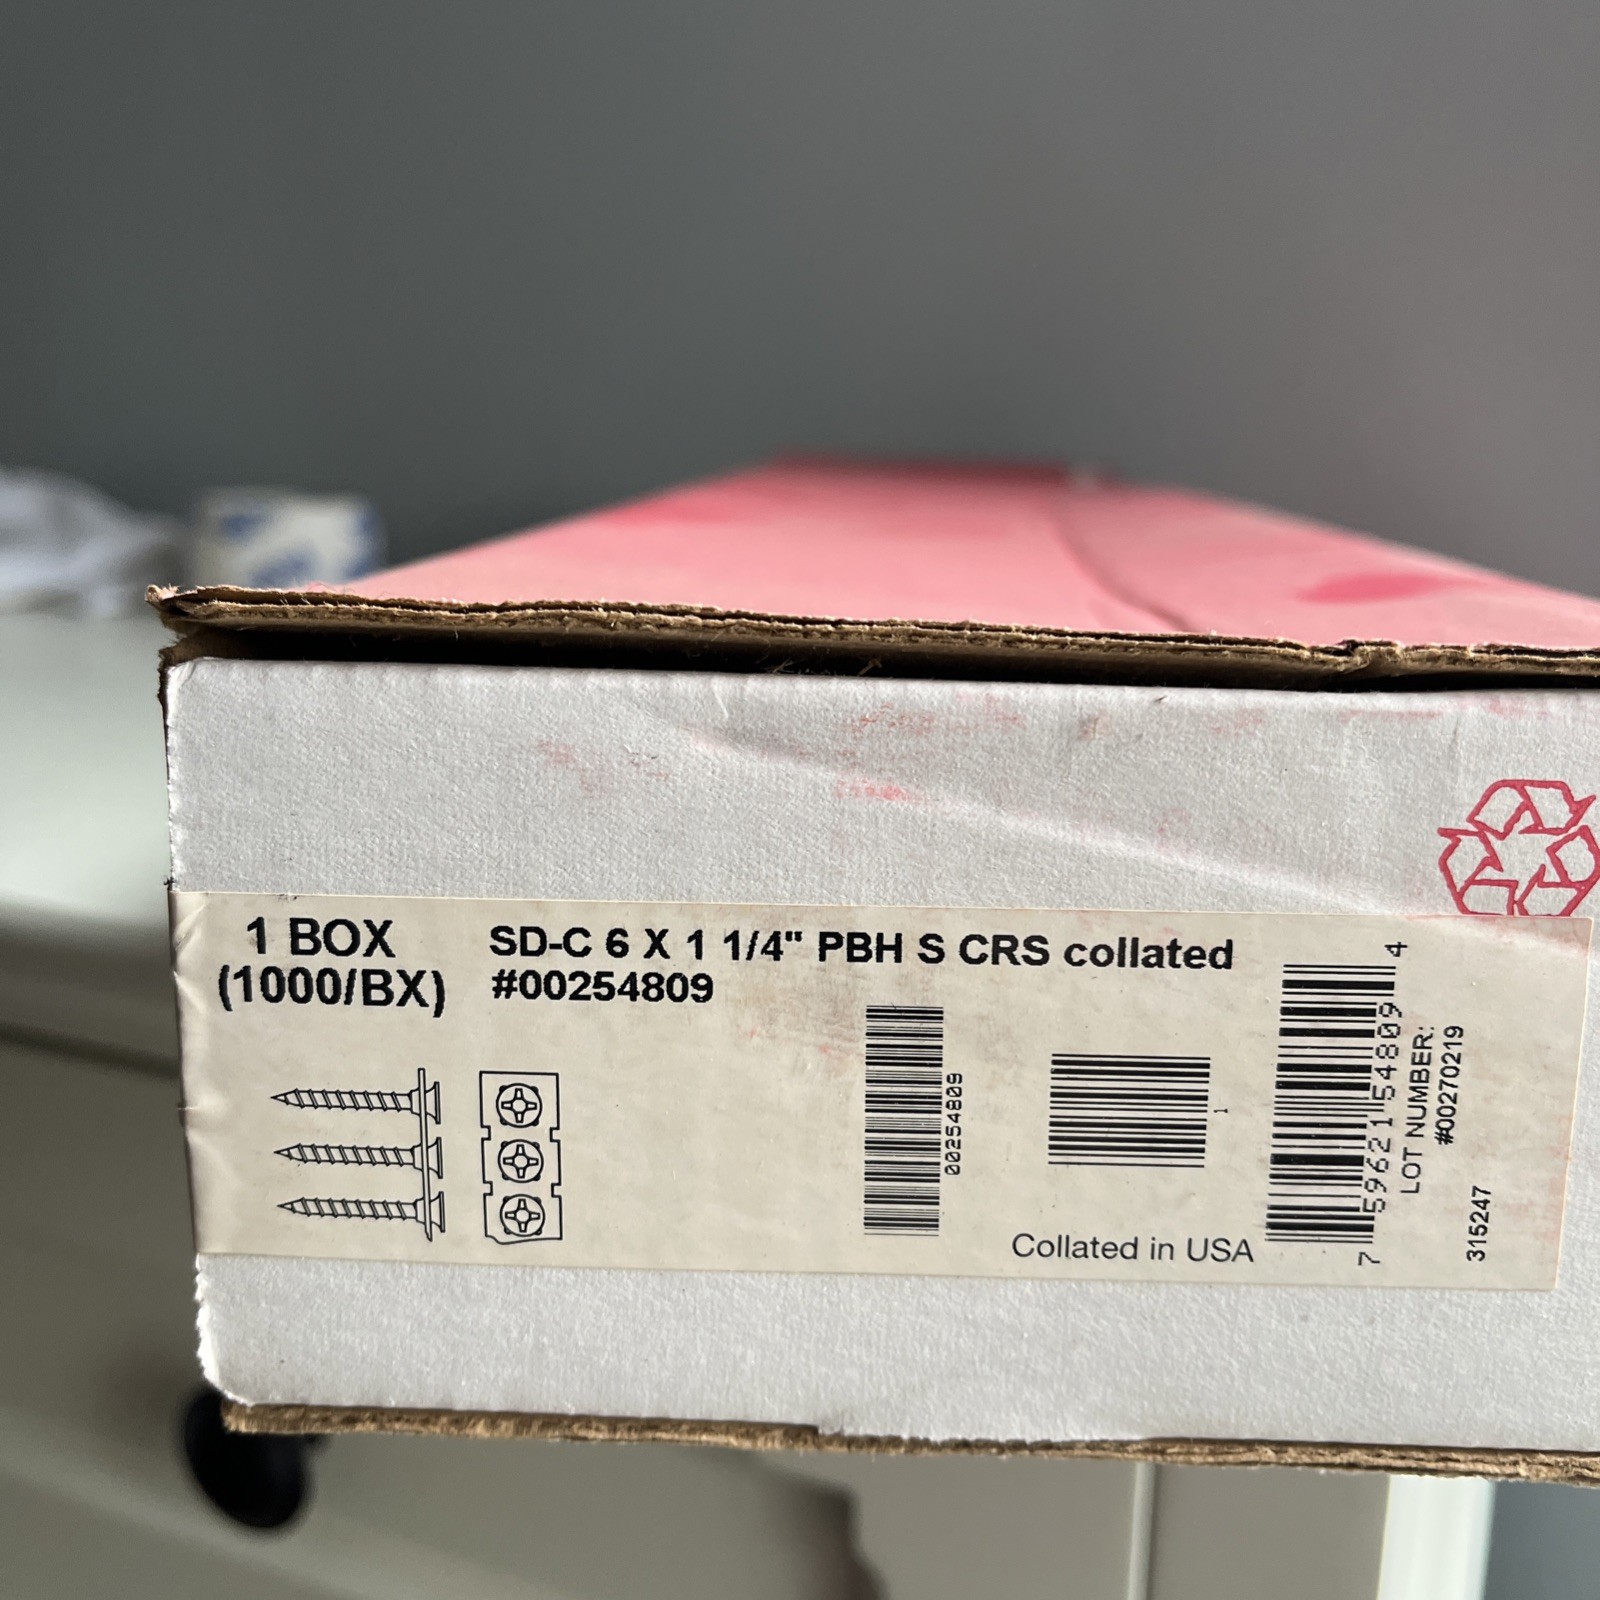 1 BOX
(1000/BX)
SD-C 6 X 1 1/4" PBH S CRS collated
#00254809
00254809
1
7 59621 54809 4
LOT NUMBER:
#00270219
315247
Collated in USA